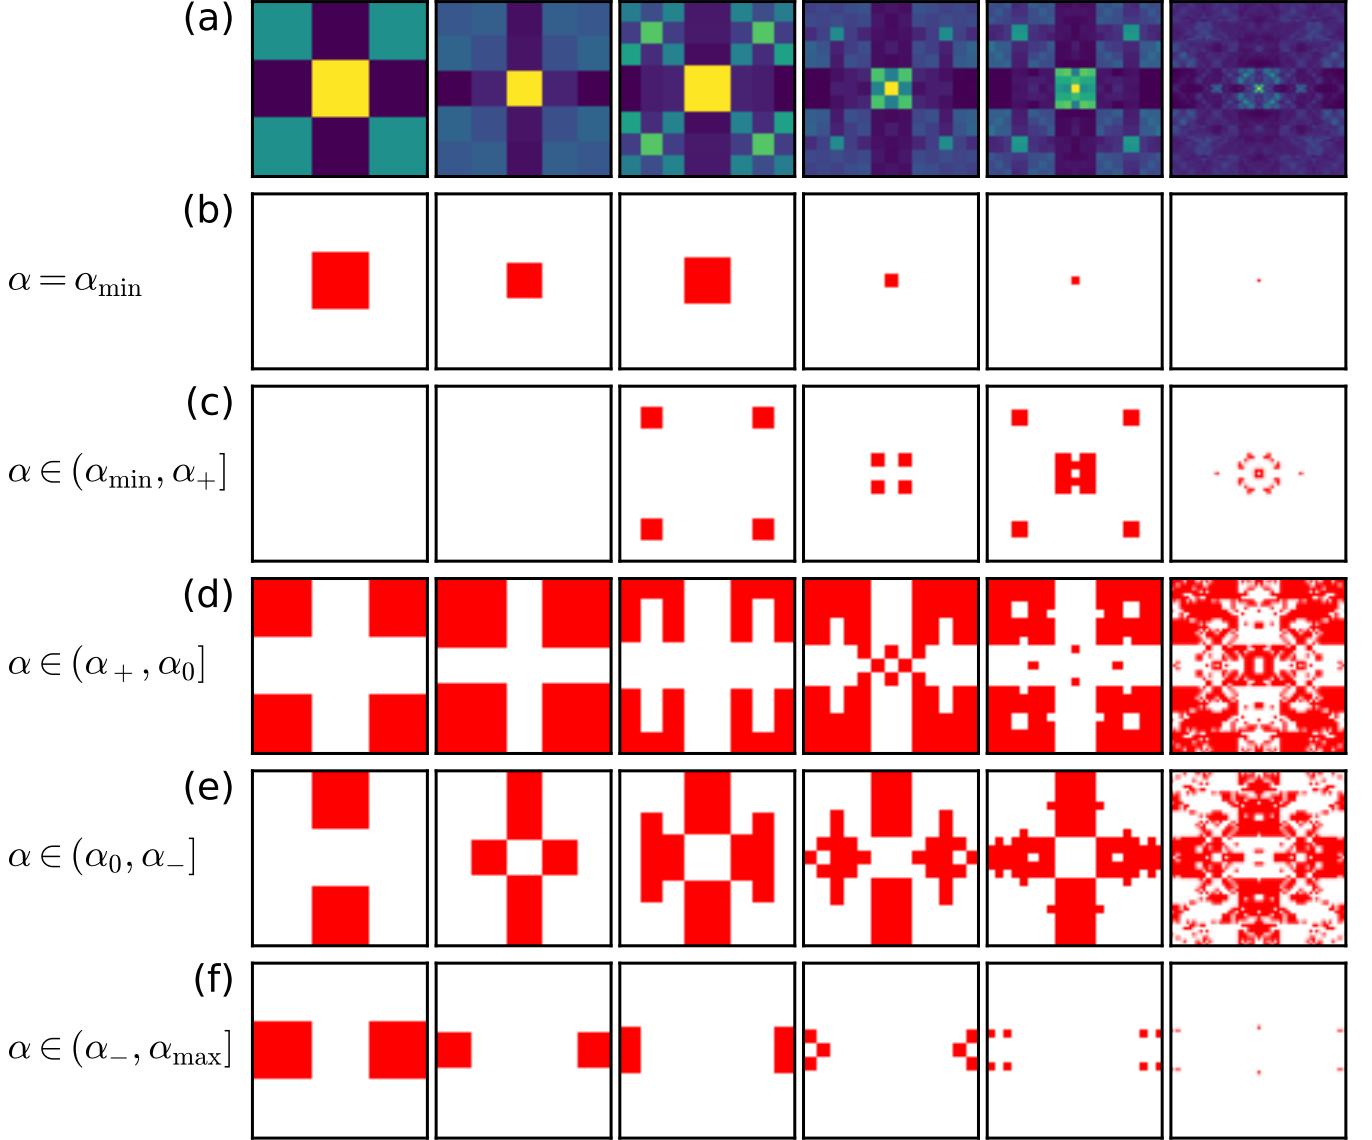 (a)
(b)
α = α_min
(c)
α ∈ (α_min, α_+]
(d)
α ∈ (α_+, α_0]
(e)
α ∈ (α_0, α_−]
(f)
α ∈ (α_−, α_max]